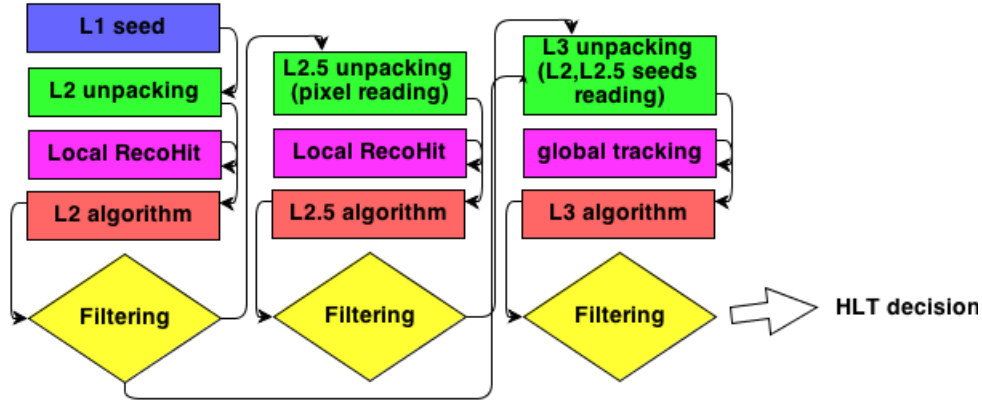 L1 seed
L2 unpacking
Local RecoHit
L2 algorithm
Filtering
L2.5 unpacking
(pixel reading)
Local RecoHit
L2.5 algorithm
Filtering
L3 unpacking
(L2,L2.5 seeds
reading)
global tracking
L3 algorithm
Filtering
HLT decision